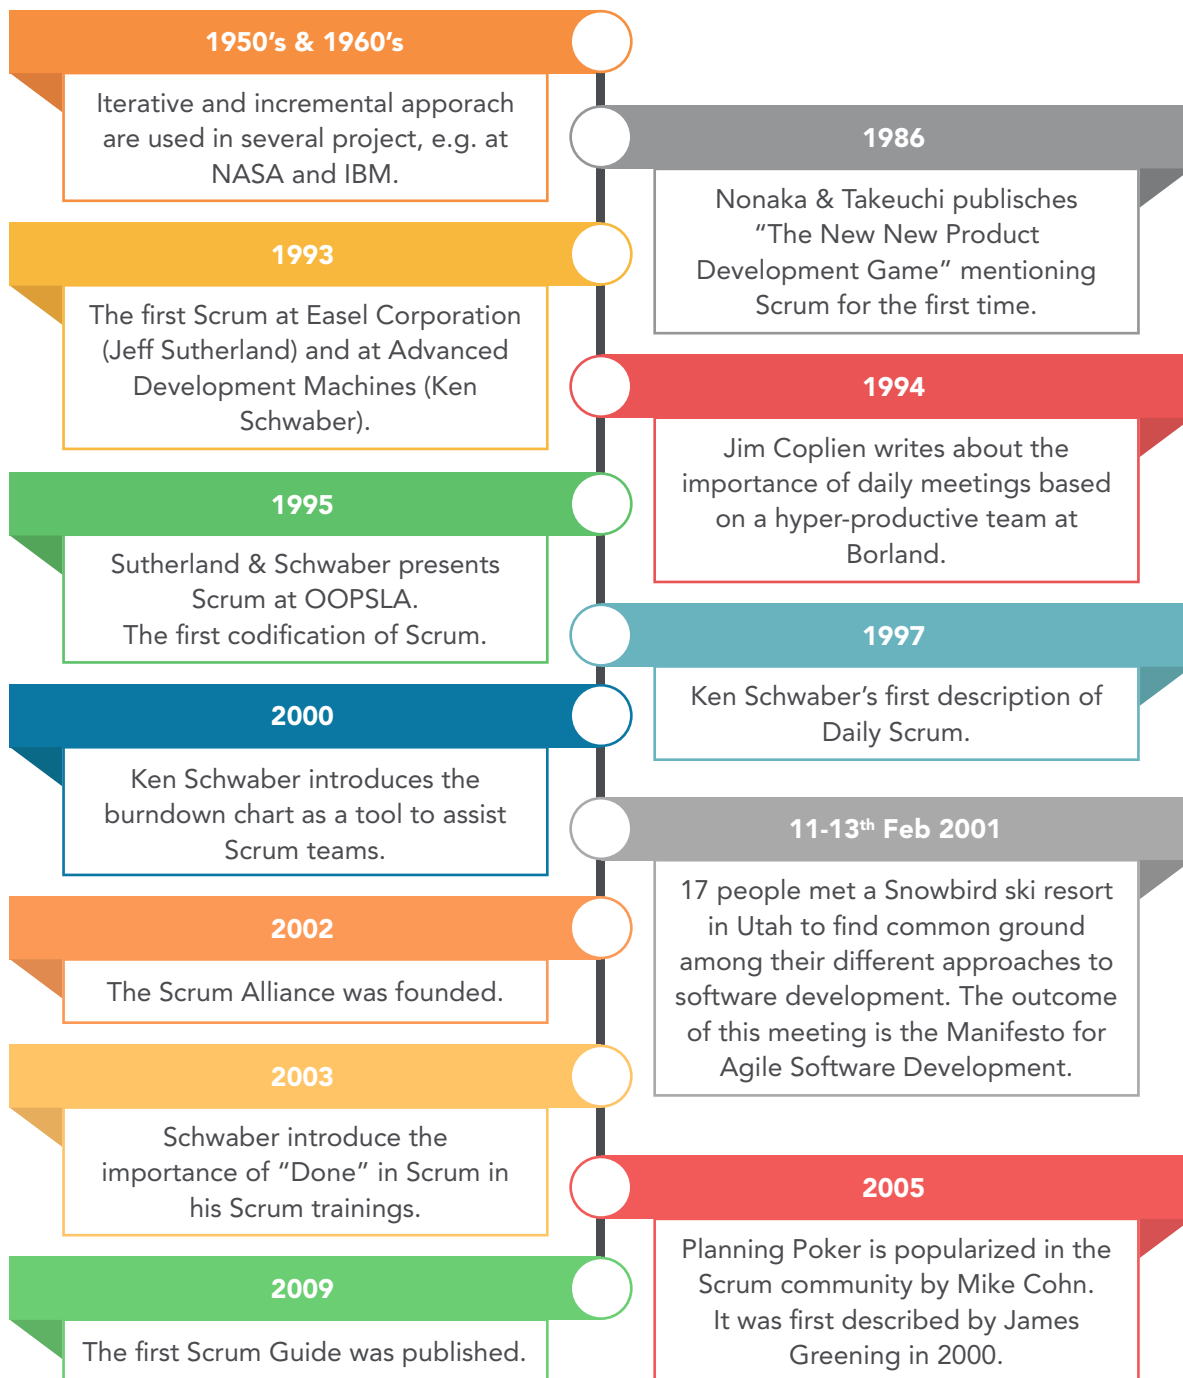 1950's & 1960's
Iterative and incremental apporach
are used in several project, e.g. at
NASA and IBM.
1986
Nonaka & Takeuchi publisches
“The New New Product
Development Game” mentioning
Scrum for the first time.
1993
The first Scrum at Easel Corporation
(Jeff Sutherland) and at Advanced
Development Machines (Ken
Schwaber).
1994
Jim Coplien writes about the
importance of daily meetings based
on a hyper-productive team at
Borland.
1995
Sutherland & Schwaber presents
Scrum at OOPSLA.
The first codification of Scrum.
1997
Ken Schwaber’s first description of
Daily Scrum.
2000
Ken Schwaber introduces the
burndown chart as a tool to assist
Scrum teams.
11-13th Feb 2001
17 people met a Snowbird ski resort
in Utah to find common ground
among their different approaches to
software development. The outcome
of this meeting is the Manifesto for
Agile Software Development.
2002
The Scrum Alliance was founded.
2003
Schwaber introduce the
importance of “Done” in Scrum in
his Scrum trainings.
2005
Planning Poker is popularized in the
Scrum community by Mike Cohn.
It was first described by James
Greening in 2000.
2009
The first Scrum Guide was published.